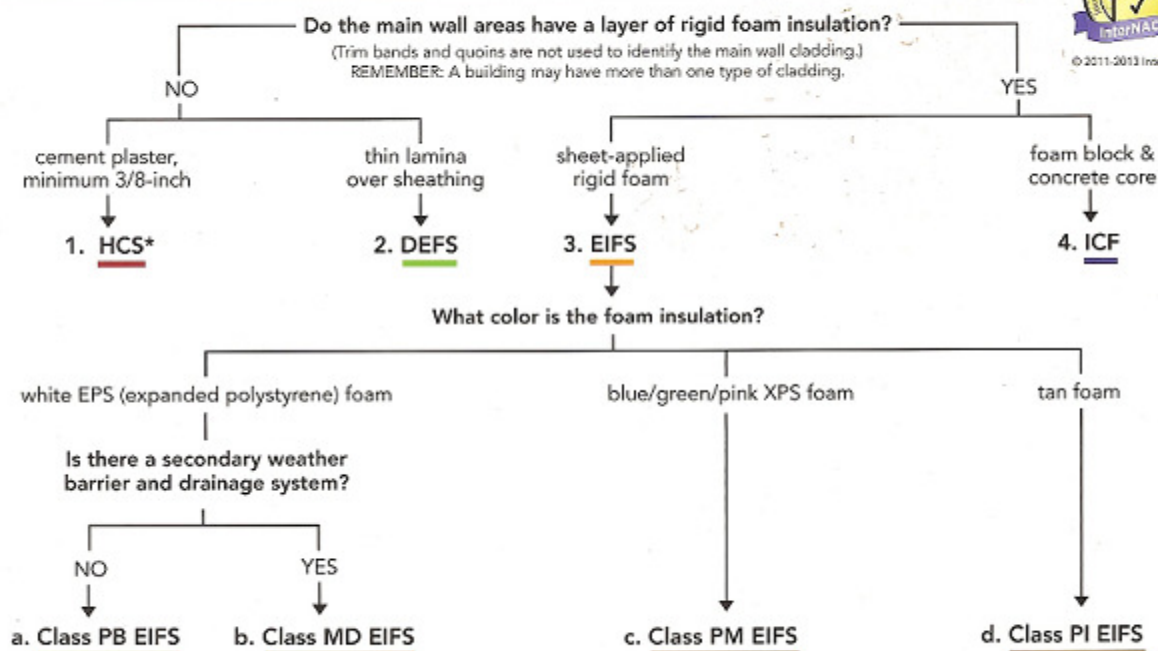 Do the main wall areas have a layer of rigid foam insulation?
(Trim bands and quoins are not used to identify the main wall cladding.)
REMEMBER: A building may have more than one type of cladding.
© 2011-2013
NO
YES
cement plaster,
minimum 3/8-inch
thin lamina
over sheathing
sheet-applied
rigid foam
foam block &
concrete core
1. HCS*
2. DEFS
3. EIFS
4. ICF
What color is the foam insulation?
white EPS (expanded polystyrene) foam
blue/green/pink XPS foam
tan foam
Is there a secondary weather
barrier and drainage system?
NO
YES
a. Class PB EIFS
b. Class MD EIFS
c. Class PM EIFS
d. Class PI EIFS